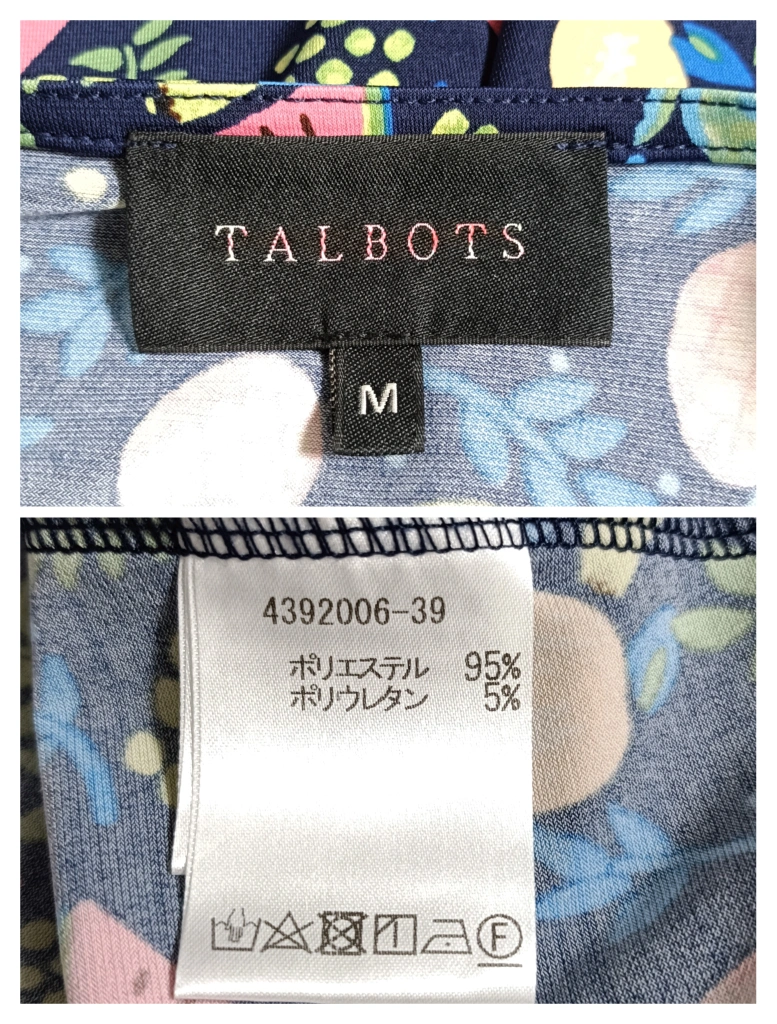 TALBOTS
M
4392006-39
ポリエステル 95%
ポリウレタン 5%
F